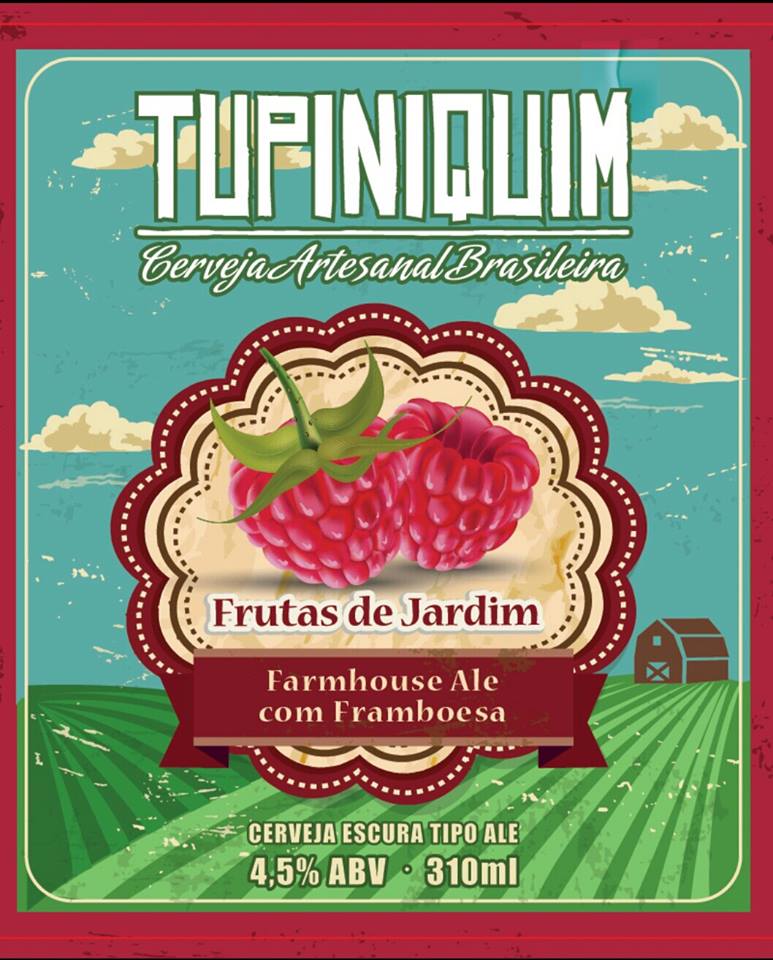 TUPINIQUIM
Cerveja Artesanal Brasileira
Frutas de Jardim
Farmhouse Ale
com Framboesa
CERVEJA ESCURA TIPO ALE
4,5% ABV · 310ml